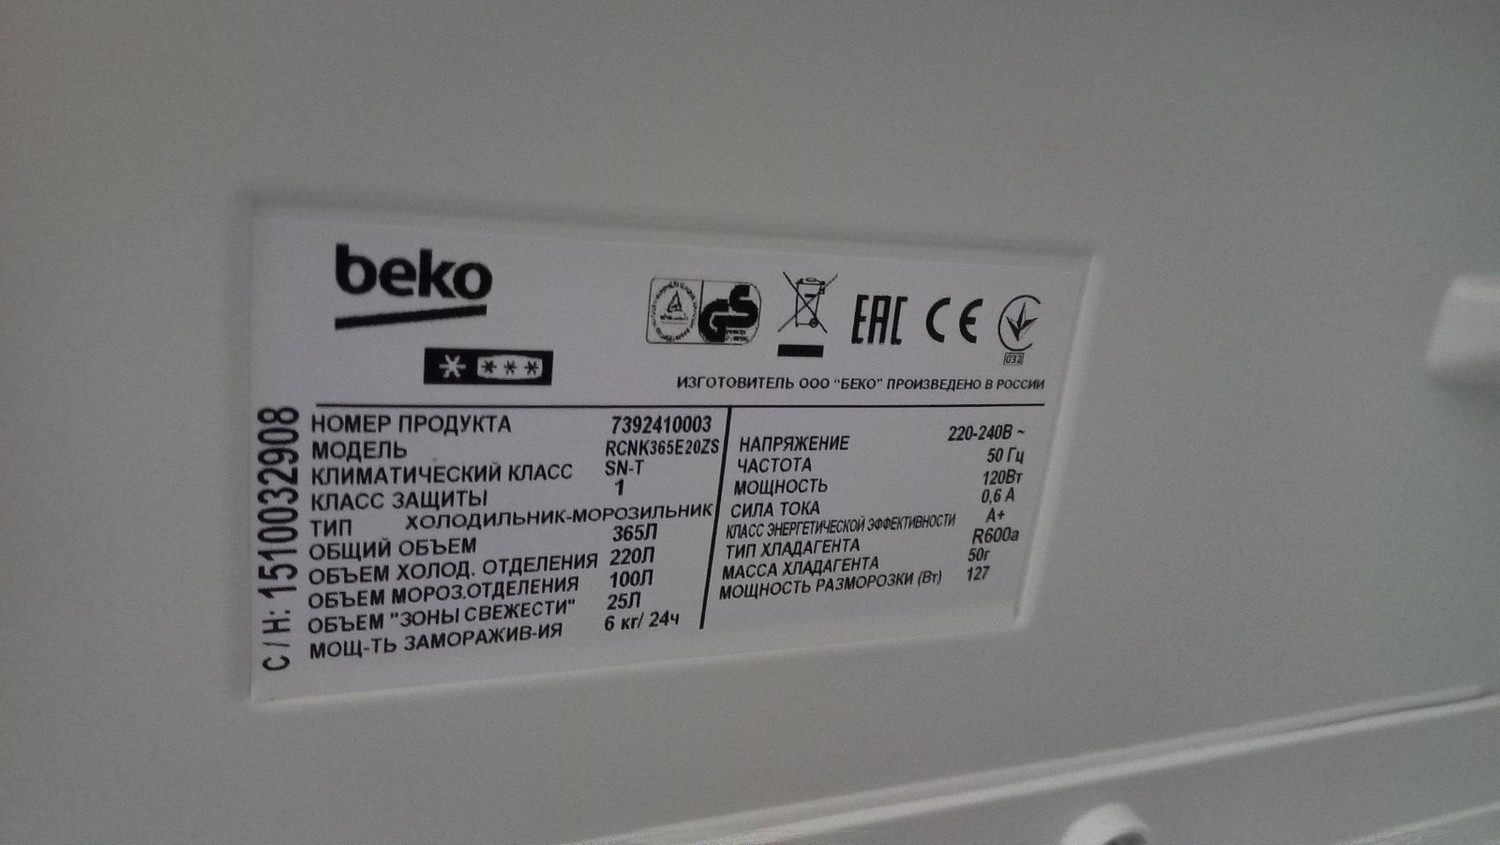 beko
GS
EAC CE
032
ИЗГОТОВИТЕЛЬ ООО "БЕКО" ПРОИЗВЕДЕНО В РОССИИ
С / Н: 1510032908
НОМЕР ПРОДУКТА 7392410003
МОДЕЛЬ RCNK365E20ZS
КЛИМАТИЧЕСКИЙ КЛАСС SN-T
КЛАСС ЗАЩИТЫ 1
ТИП ХОЛОДИЛЬНИК-МОРОЗИЛЬНИК
ОБЩИЙ ОБЪЕМ 365Л
ОБЪЕМ ХОЛОД. ОТДЕЛЕНИЯ 220Л
ОБЪЕМ МОРОЗ.ОТДЕЛЕНИЯ 100Л
ОБЪЕМ "ЗОНЫ СВЕЖЕСТИ" 25Л
МОЩ-ТЬ ЗАМОРАЖИВ-ИЯ 6 кг/ 24ч
НАПРЯЖЕНИЕ 220-240В ~
ЧАСТОТА 50 Гц
МОЩНОСТЬ 120Вт
СИЛА ТОКА 0,6 А
КЛАСС ЭНЕРГЕТИЧЕСКОЙ ЭФФЕКТИВНОСТИ А+
ТИП ХЛАДАГЕНТА R600a
МАССА ХЛАДАГЕНТА 50г
МОЩНОСТЬ РАЗМОРОЗКИ (Вт) 127